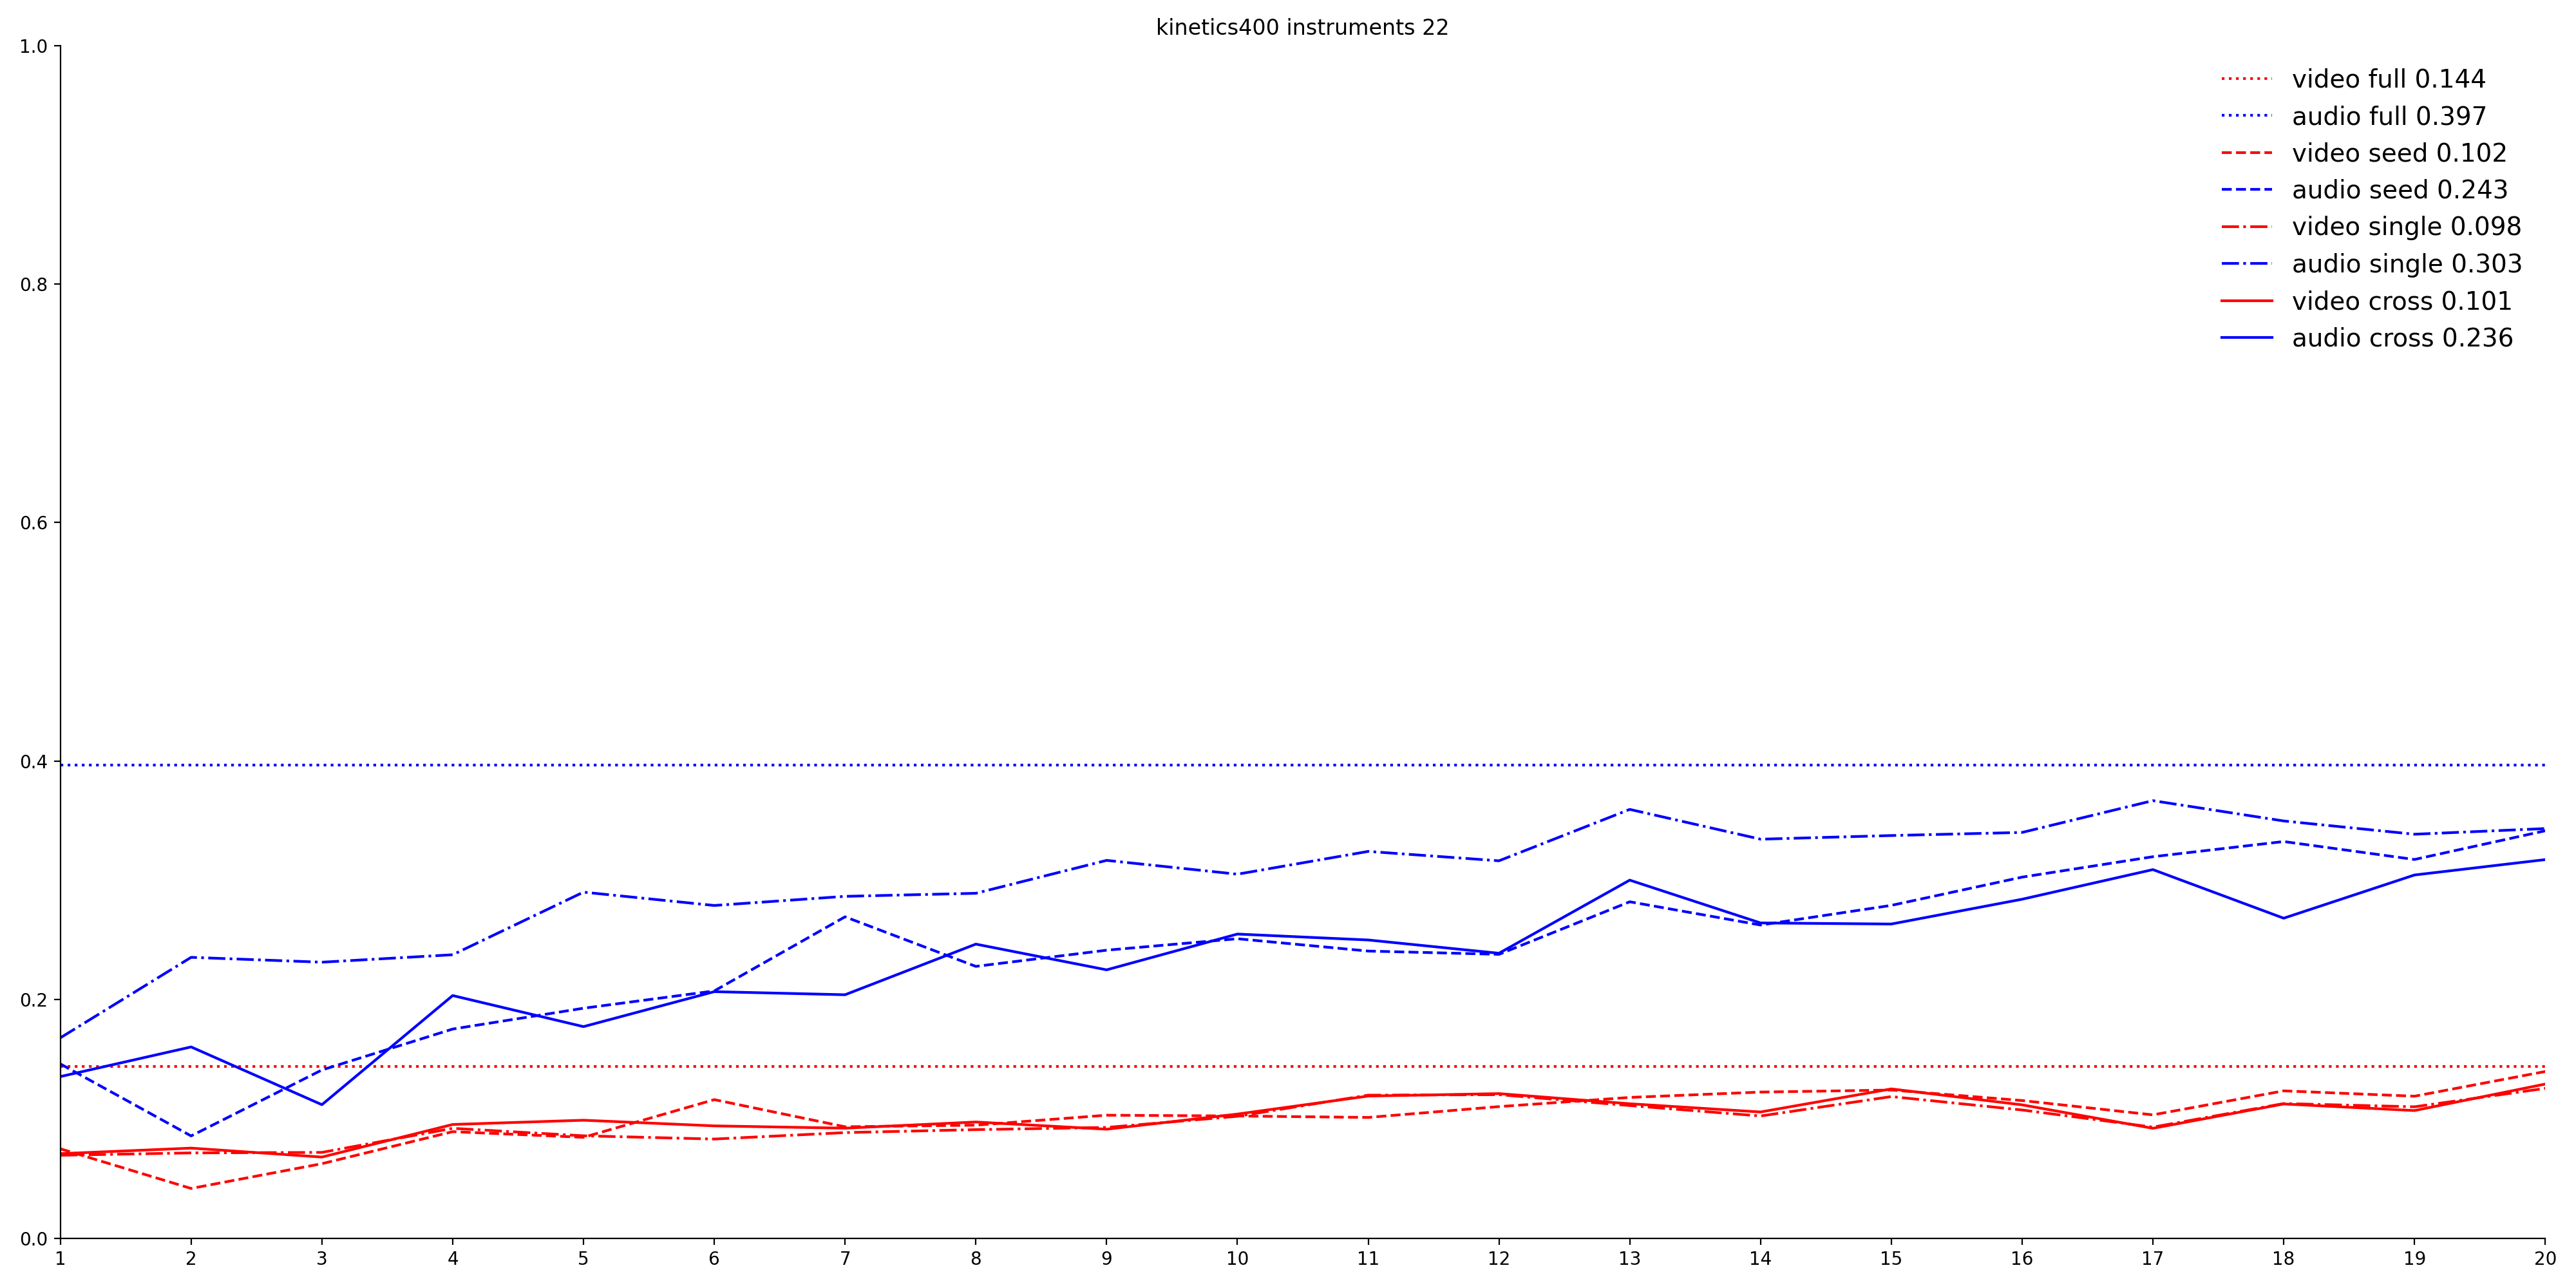 kinetics400 instruments 22
1.0
0.8
0.6
0.4
0.2
0.0
video full 0.144
audio full 0.397
video seed 0.102
audio seed 0.243
video single 0.098
audio single 0.303
video cross 0.101
audio cross 0.236
1 2 3 4 5 6 7 8 9 10 11 12 13 14 15 16 17 18 19 20